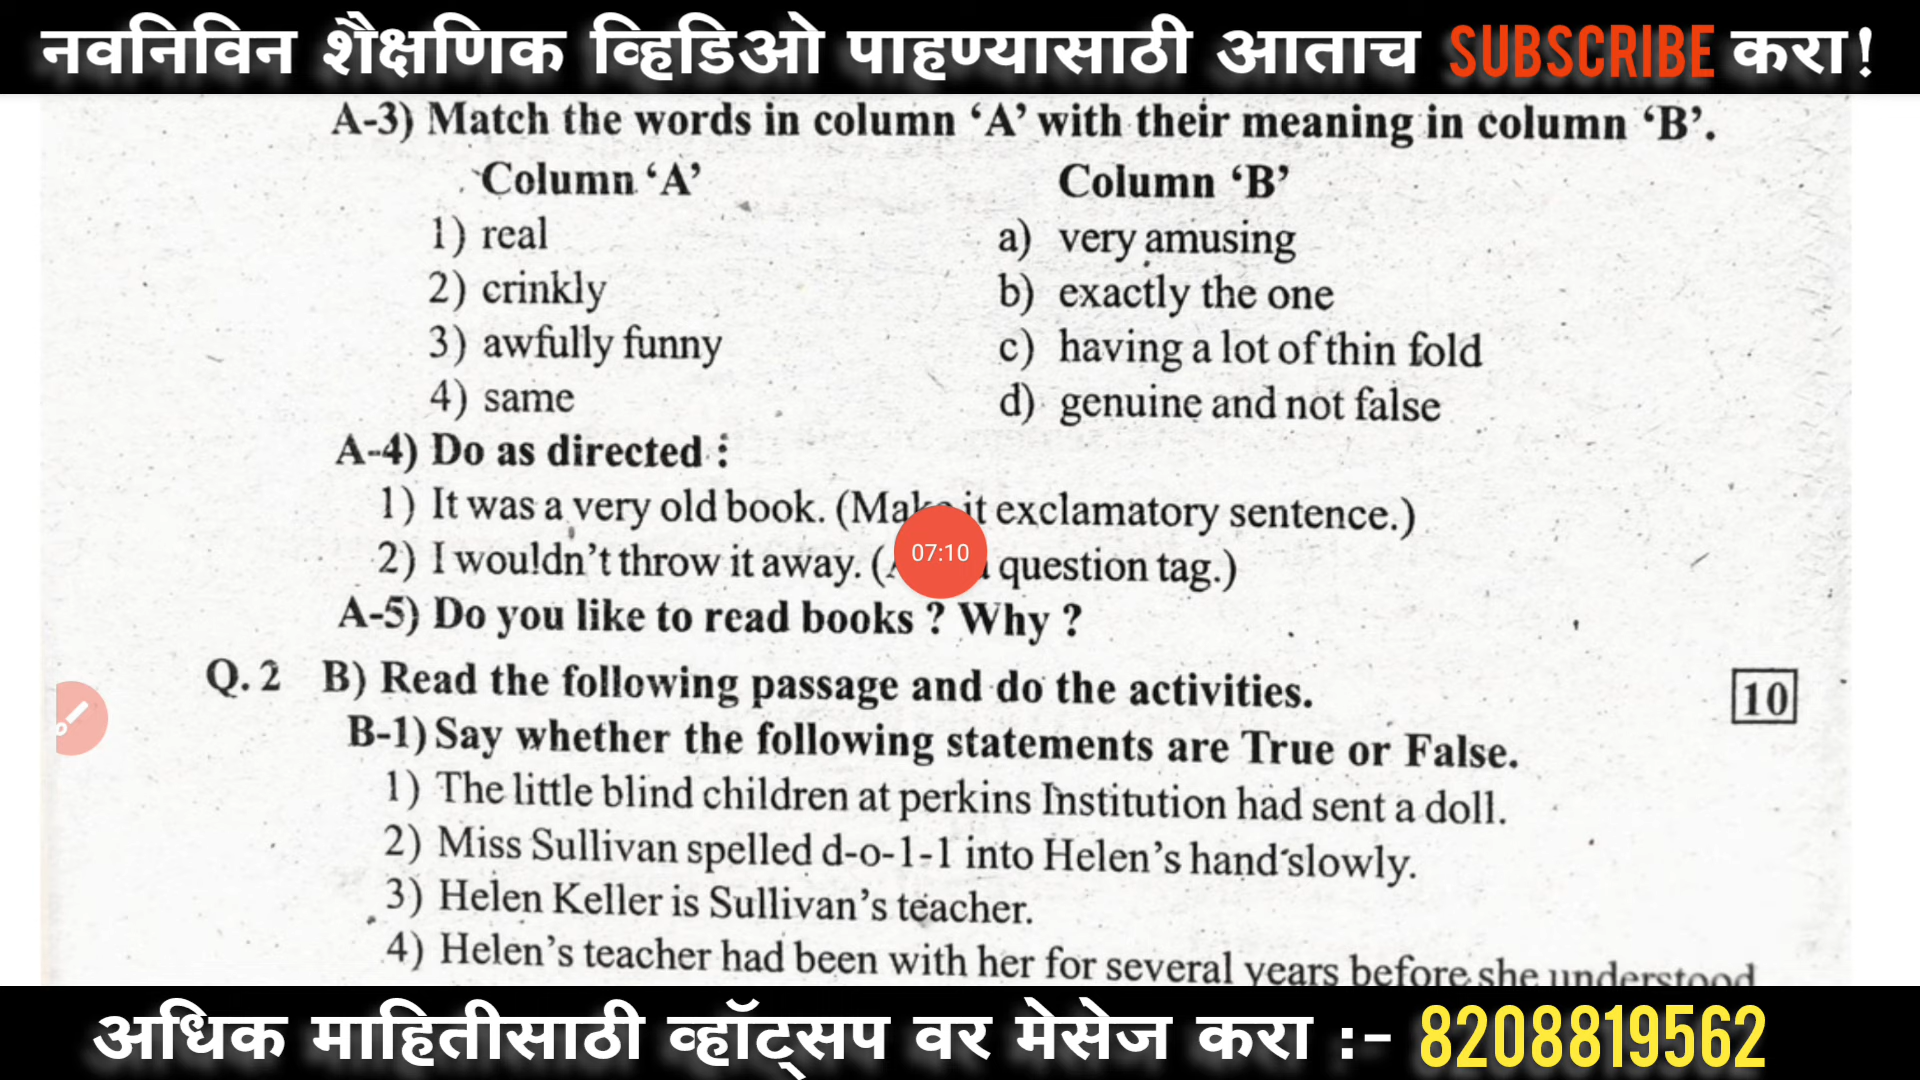 नवनिविन शैक्षणिक व्हिडिओ पाहण्यासाठी आताच SUBSCRIBE करा!
A-3) Match the words in column ‘A’ with their meaning in column ‘B’.
Column ‘A’ Column ‘B’
1) real a) very amusing
2) crinkly b) exactly the one
3) awfully funny c) having a lot of thin fold
4) same d) genuine and not false
A-4) Do as directed :
1) It was a very old book. (Make it exclamatory sentence.)
2) I wouldn’t throw it away. ( question tag.)
07:10
A-5) Do you like to read books ? Why ?
Q. 2 B) Read the following passage and do the activities. 10
B-1) Say whether the following statements are True or False.
1) The little blind children at perkins Institution had sent a doll.
2) Miss Sullivan spelled d-o-1-1 into Helen’s hand slowly.
3) Helen Keller is Sullivan’s teacher.
4) Helen’s teacher had been with her for several years before she understood
अधिक माहितीसाठी व्हॉट्सप वर मेसेज करा :- 8208819562